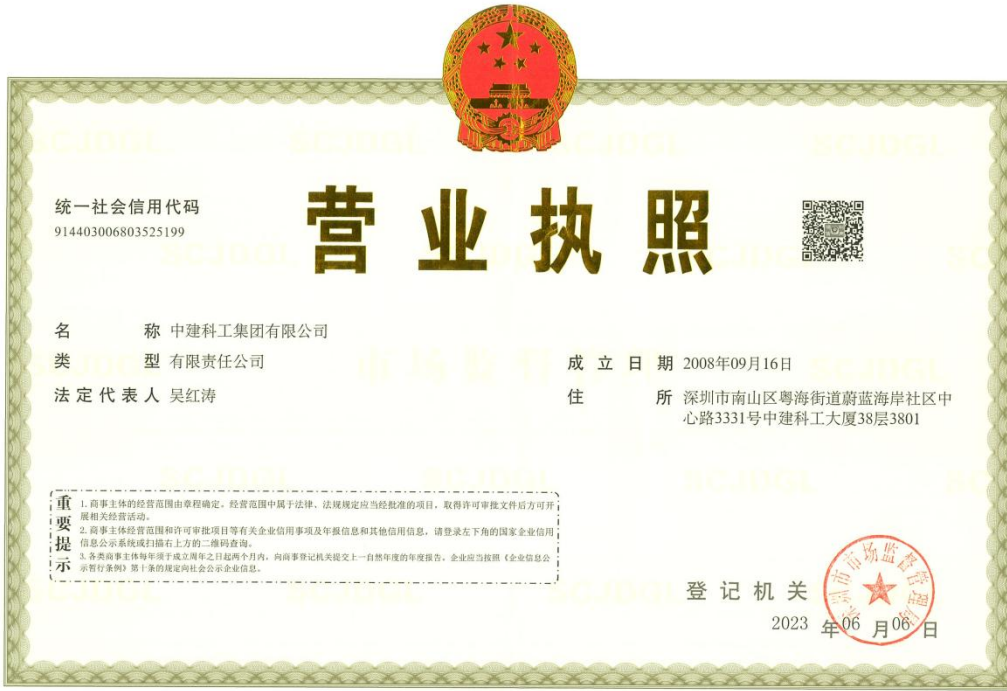 统一社会信用代码
914403006803525199
营业执照
名称 中建科工集团有限公司
类型 有限责任公司
法定代表人 吴红涛
成立日期 2008年09月16日
住所 深圳市南山区粤海街道蔚蓝海岸社区中
心路3331号中建科工大厦38层3801
重要提示
1. 商事主体的经营范围由章程确定。经营范围中属于法律、法规规定应当经批准的项目，取得许可审批文件后方可开
展相关经营活动。
2. 商事主体经营范围和许可审批项目等有关企业信用事项及年报信息和其他信用信息，请登录左下角的国家企业信用
信息公示系统或扫描右上方的二维码查询。
3. 各类商事主体每年须于成立周年之日起两个月内，向商事登记机关提交上一自然年度的年度报告。企业应当按照《企业信息公
示暂行条例》第十条的规定向社会公示企业信息。
登记机关
深圳市市场监督管理局
2023 年06 月06 日
SCJDGL